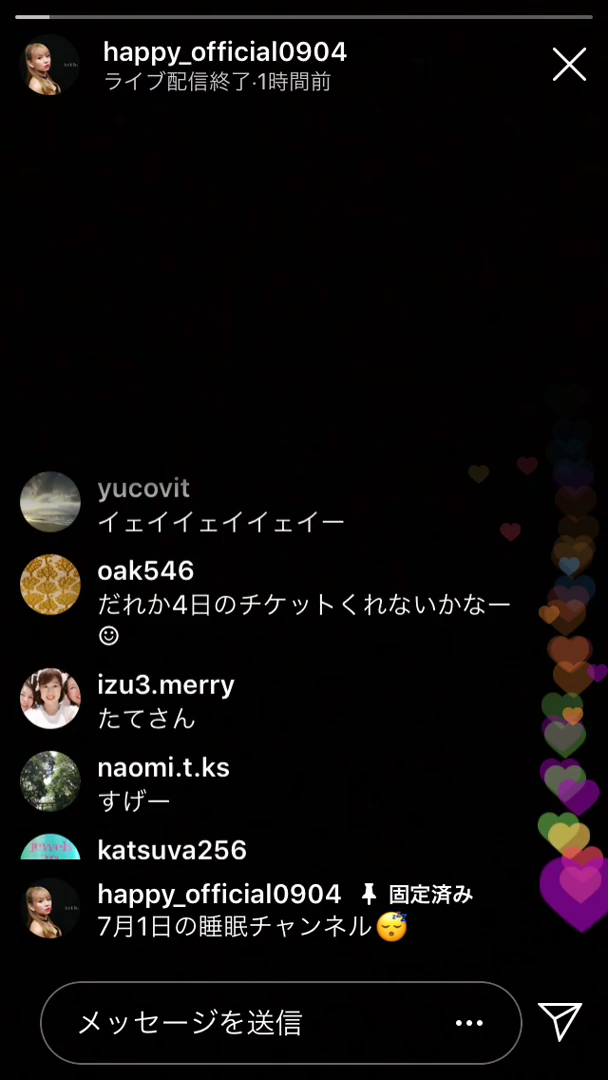 happy_official0904
ライブ配信終了·1時間前
yucovit
イェイイェイイェイー
oak546
だれか4日のチケットくれないかなー
☺
izu3.merry
たてさん
naomi.t.ks
すげー
katsuva256
happy_official0904 固定済み
7月1日の睡眠チャンネル😴
メッセージを送信